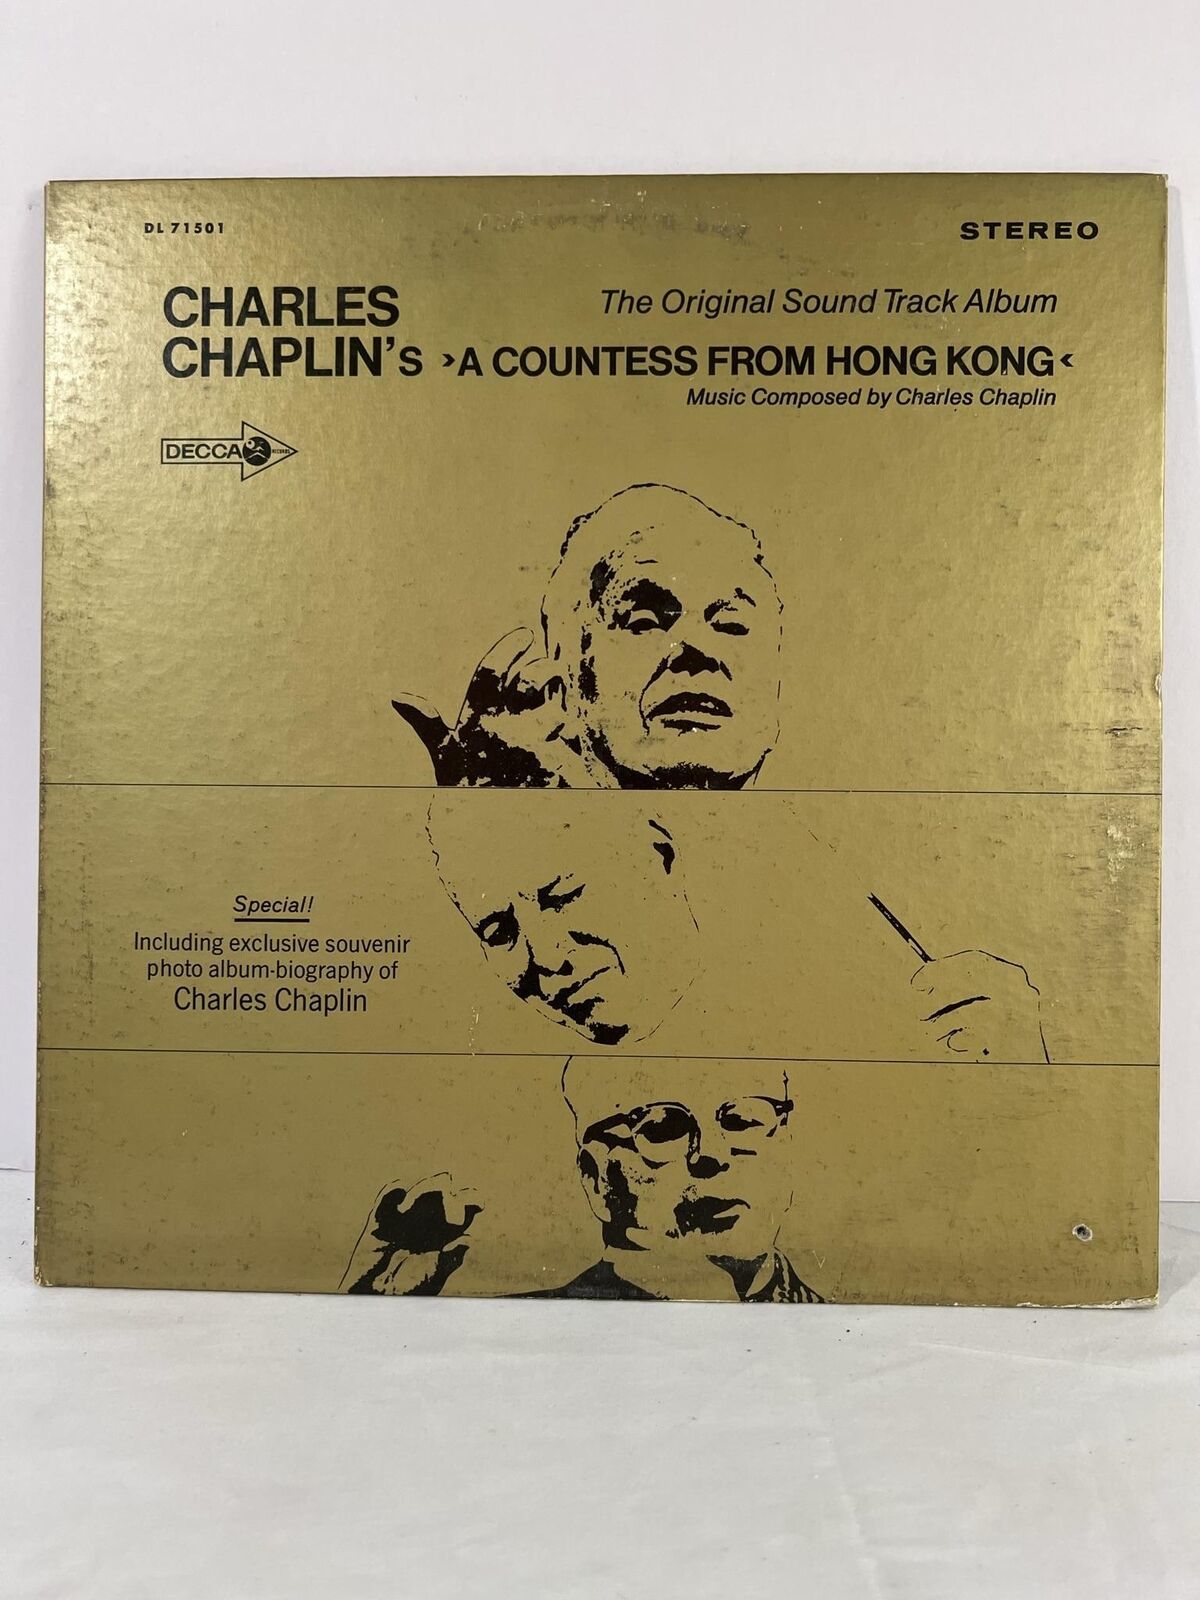 DL 71501
STEREO
CHARLES
CHAPLIN's ›A COUNTESS FROM HONG KONG‹
The Original Sound Track Album
Music Composed by Charles Chaplin
DECCA RECORDS
Special!
Including exclusive souvenir
photo album-biography of
Charles Chaplin